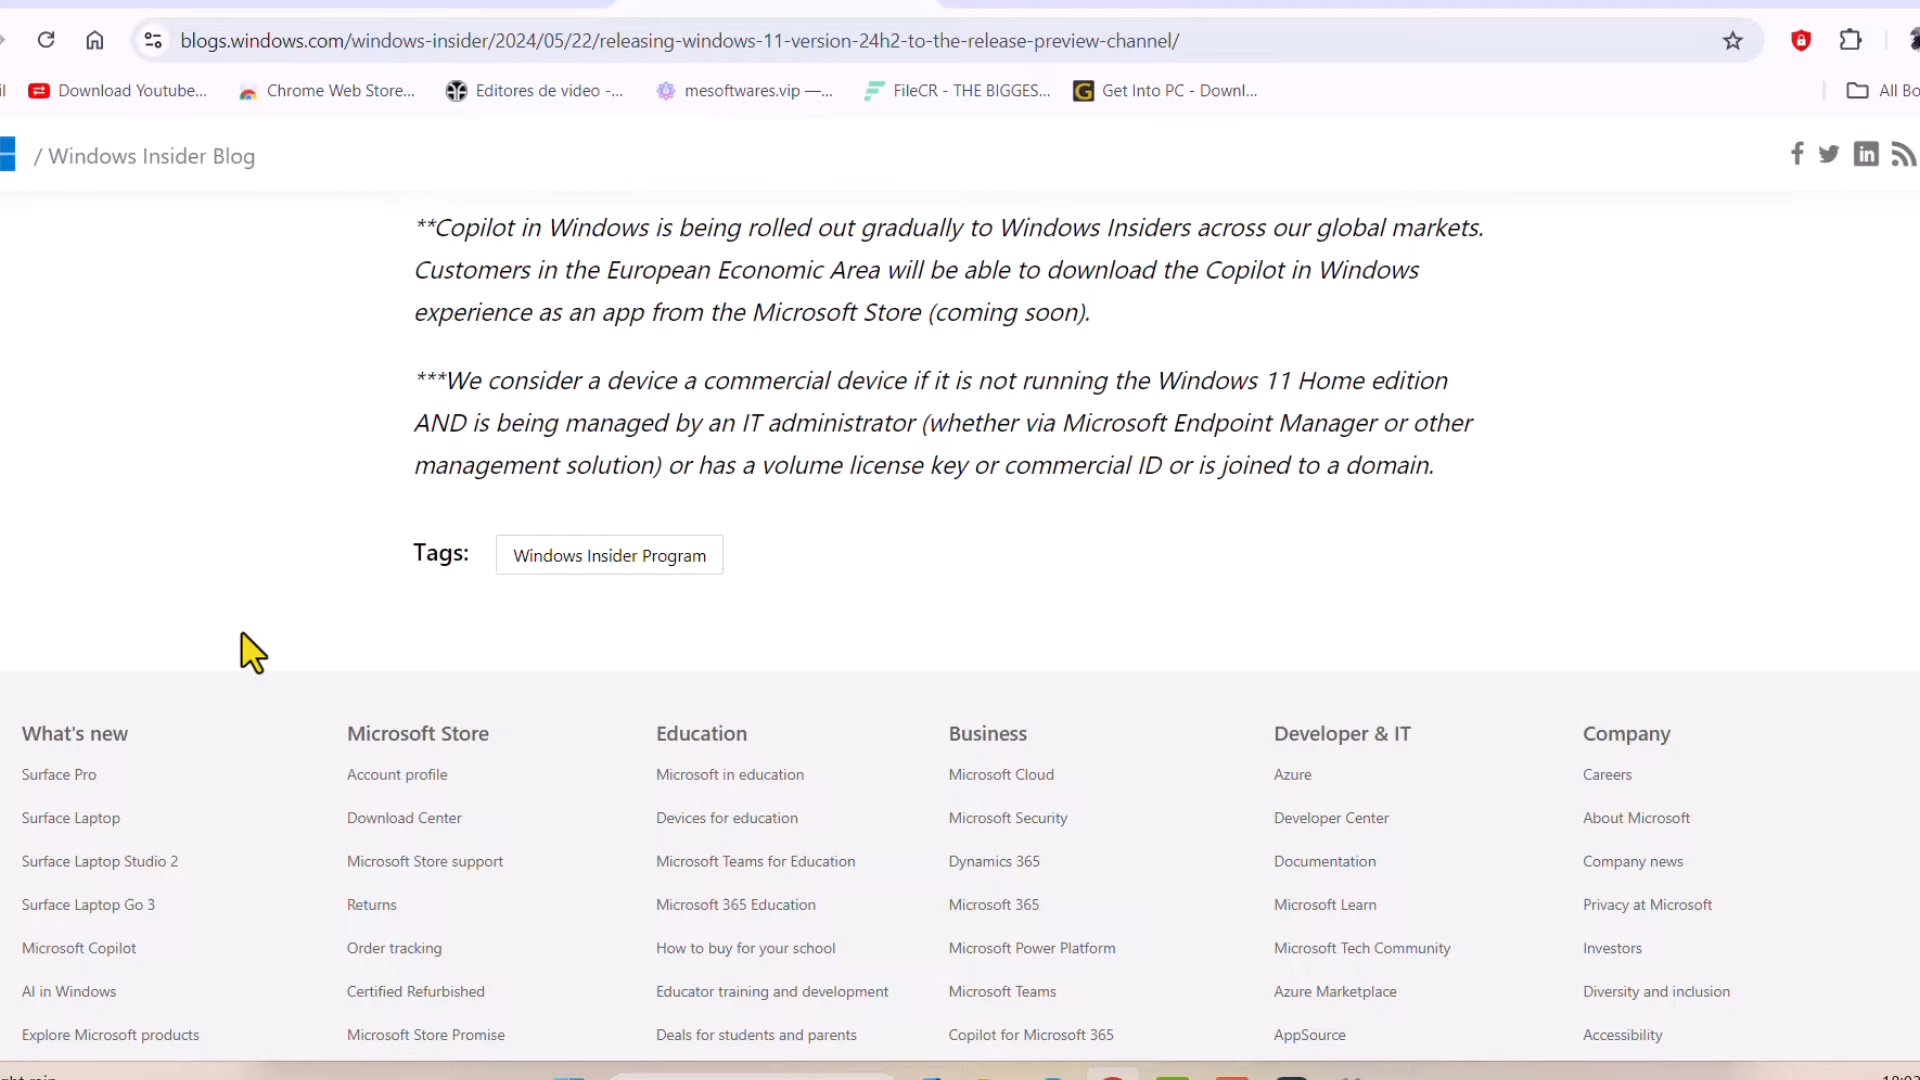 blogs.windows.com/windows-insider/2024/05/22/releasing-windows-11-version-24h2-to-the-release-preview-channel/
Download Youtube... Chrome Web Store... Editores de video -... mesoftwares.vip —... FileCR - THE BIGGES... Get Into PC - Downl... All Bo
/ Windows Insider Blog
**Copilot in Windows is being rolled out gradually to Windows Insiders across our global markets.
Customers in the European Economic Area will be able to download the Copilot in Windows
experience as an app from the Microsoft Store (coming soon).
***We consider a device a commercial device if it is not running the Windows 11 Home edition
AND is being managed by an IT administrator (whether via Microsoft Endpoint Manager or other
management solution) or has a volume license key or commercial ID or is joined to a domain.
Tags: Windows Insider Program
What's new
Surface Pro
Surface Laptop
Surface Laptop Studio 2
Surface Laptop Go 3
Microsoft Copilot
AI in Windows
Explore Microsoft products
Microsoft Store
Account profile
Download Center
Microsoft Store support
Returns
Order tracking
Certified Refurbished
Microsoft Store Promise
Education
Microsoft in education
Devices for education
Microsoft Teams for Education
Microsoft 365 Education
How to buy for your school
Educator training and development
Deals for students and parents
Business
Microsoft Cloud
Microsoft Security
Dynamics 365
Microsoft 365
Microsoft Power Platform
Microsoft Teams
Copilot for Microsoft 365
Developer & IT
Azure
Developer Center
Documentation
Microsoft Learn
Microsoft Tech Community
Azure Marketplace
AppSource
Company
Careers
About Microsoft
Company news
Privacy at Microsoft
Investors
Diversity and inclusion
Accessibility